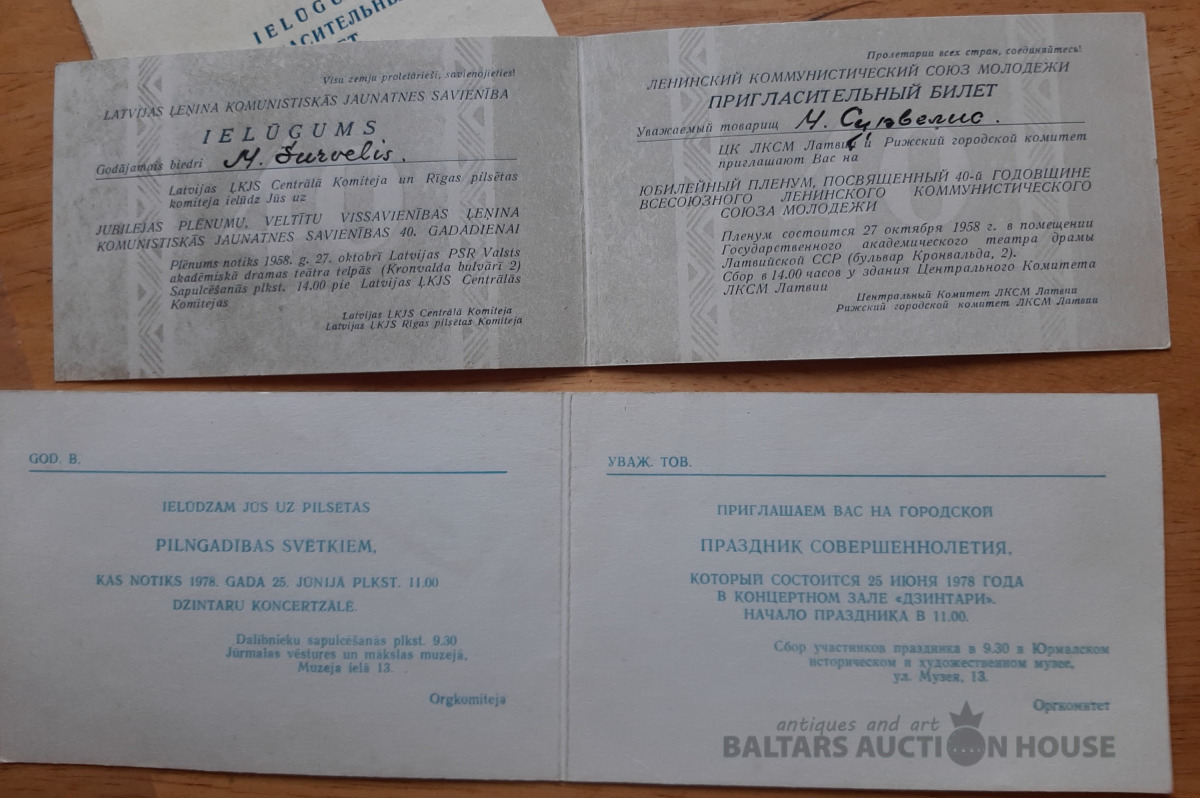 IELŪG
АСИТЕЛЬНЫ
Visu zemju proletārieši, savienojieties!
LATVIJAS ĻEŅINA KOMUNISTISKĀS JAUNATNES SAVIENĪBA
IELŪGUMS
Godājamais biedri M. Šurvelis.
Latvijas ĻKJS Centrālā Komiteja un Rīgas pilsētas
komiteja ielūdz Jūs uz
JUBILEJAS PLĒNUMU, VELTĪTU VISSAVIENĪBAS ĻEŅINA
KOMUNISTISKĀS JAUNATNES SAVIENĪBAS 40. GADADIENAI
Plēnums notiks 1958. g. 27. oktobrī Latvijas PSR Valsts
akadēmiskā dramas teātra telpās (Kronvalda bulvārī 2)
Sapulcēšanās plkst. 14.00 pie Latvijas ĻKJS Centrālās
Komitejas
Latvijas ĻKJS Centrālā Komiteja
Latvijas ĻKJS Rīgas pilsētas Komiteja
Пролетарии всех стран, соединяйтесь!
ЛЕНИНСКИЙ КОММУНИСТИЧЕСКИЙ СОЮЗ МОЛОДЕЖИ
ПРИГЛАСИТЕЛЬНЫЙ БИЛЕТ
Уважаемый товарищ М.
ЦК ЛКСМ Латвии и Рижский городской комитет
приглашают Вас на
ЮБИЛЕЙНЫЙ ПЛЕНУМ, ПОСВЯЩЕННЫЙ 40-й ГОДОВЩИНЕ
ВСЕСОЮЗНОГО ЛЕНИНСКОГО КОММУНИСТИЧЕСКОГО
СОЮЗА МОЛОДЕЖИ
Пленум состоится 27 октября 1958 г. в помещении
Государственного академического театра драмы
Латвийской ССР (бульвар Кронвальда, 2).
Сбор в 14.00 часов у здания Центрального Комитета
ЛКСМ Латвии
Центральный Комитет ЛКСМ Латвии
Рижский городской комитет ЛКСМ Латвии
GOD. B.
IELŪDZAM JŪS UZ PILSĒTAS
PILNGADĪBAS SVĒTKIEM,
KAS NOTIKS 1978. GADA 25. JŪNIJĀ PLKST. 11.00
DZINTARU KONCERTZĀLĒ.
Dalībnieku sapulcēšanās plkst. 9.30
Jūrmalas vēstures un mākslas muzejā,
Muzeja ielā 13.
Orgkomiteja
УВАЖ. ТОВ.
ПРИГЛАШАЕМ ВАС НА ГОРОДСКОЙ
ПРАЗДНИК СОВЕРШЕННОЛЕТИЯ,
КОТОРЫЙ СОСТОИТСЯ 25 ИЮНЯ 1978 ГОДА
В КОНЦЕРТНОМ ЗАЛЕ «ДЗИНТАРИ».
НАЧАЛО ПРАЗДНИКА В 11.00.
Сбор участников праздника в 9.30 в Юрмалском
историческом и художественном музее,
ул. Музея, 13.
Оргкомитет
antiques and art
BALTARS AUCTION HOUSE